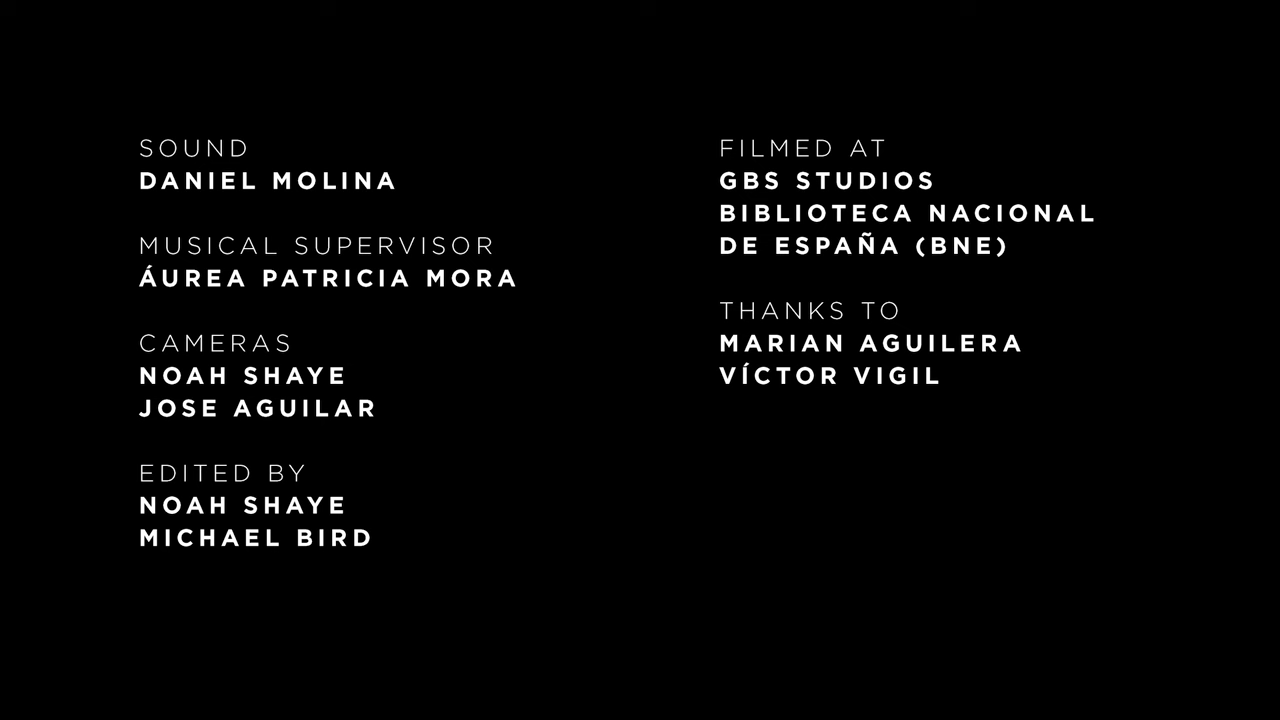 SOUND
DANIEL MOLINA
MUSICAL SUPERVISOR
ÁUREA PATRICIA MORA
CAMERAS
NOAH SHAYE
JOSE AGUILAR
EDITED BY
NOAH SHAYE
MICHAEL BIRD
FILMED AT
GBS STUDIOS
BIBLIOTECA NACIONAL
DE ESPAÑA (BNE)
THANKS TO
MARIAN AGUILERA
VÍCTOR VIGIL